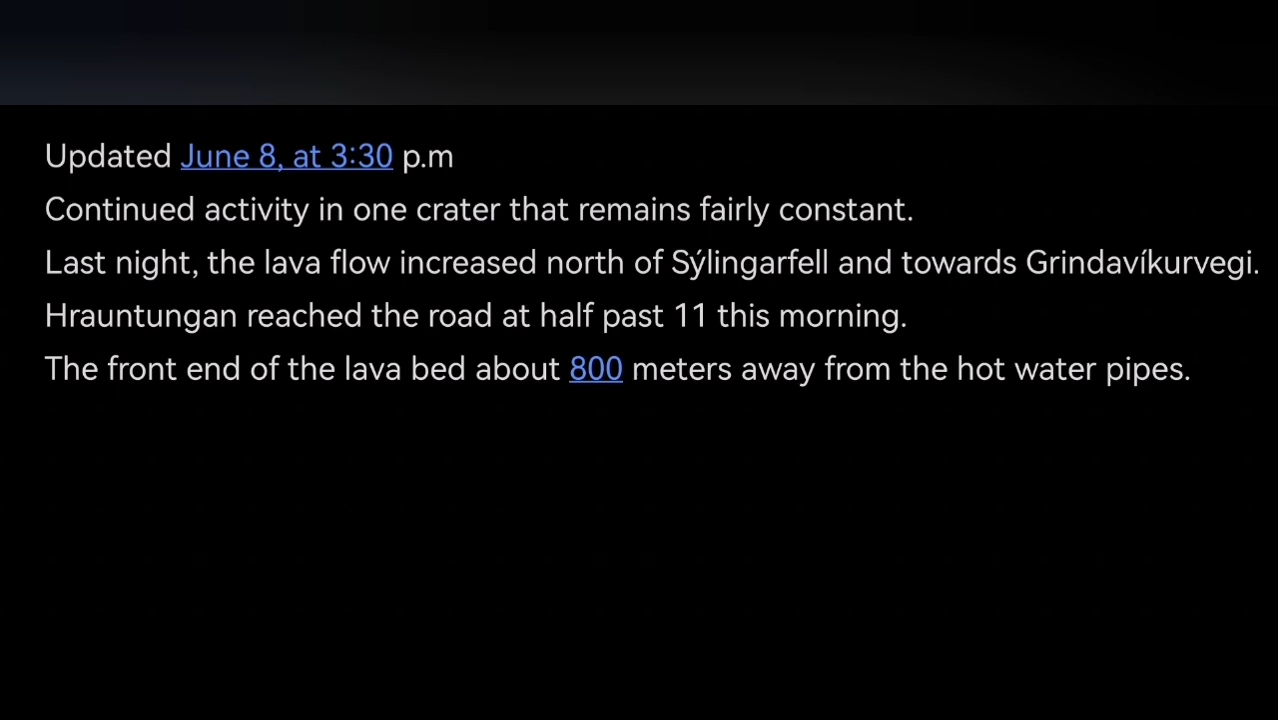 Updated June 8, at 3:30 p.m
Continued activity in one crater that remains fairly constant.
Last night, the lava flow increased north of Sýlingarfell and towards Grindavíkurvegi.
Hrauntungan reached the road at half past 11 this morning.
The front end of the lava bed about 800 meters away from the hot water pipes.